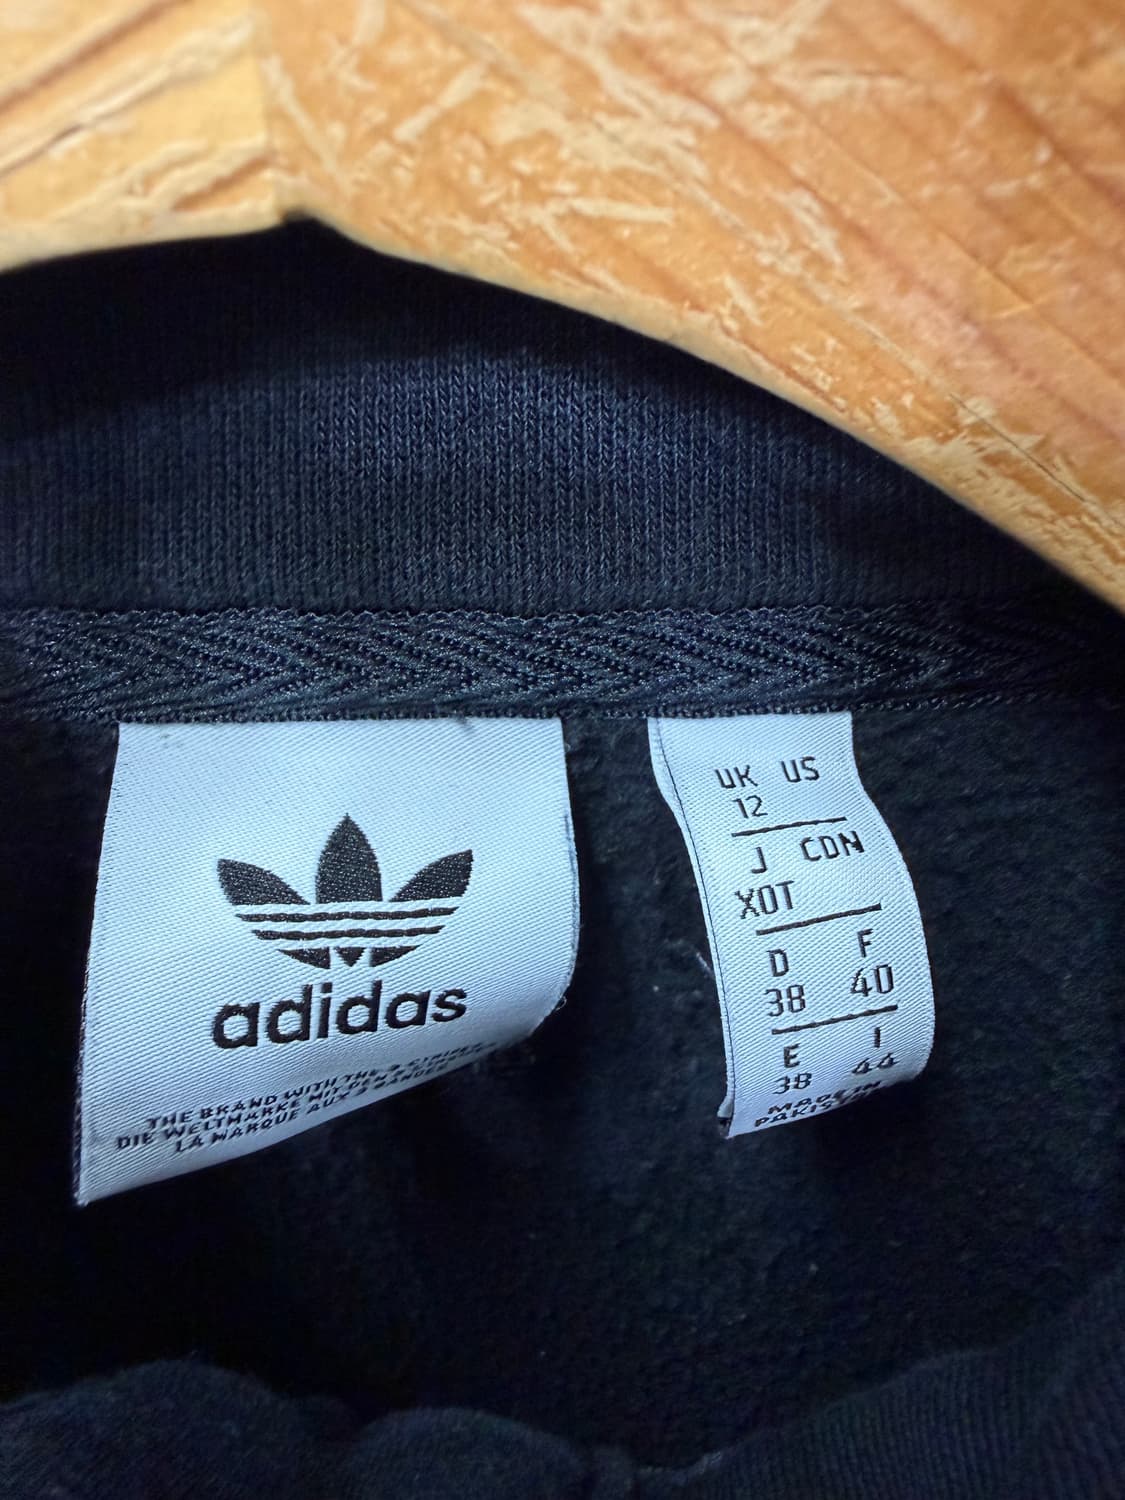 adidas
THE BRAND WITH THE 3 STRIPES
DIE WELTMARKE MIT DEN 3
LA MARQUE AUX 3 BANDES
UK US
12
J CDN
XOT
D F
38 40
E I
38 44
MADE IN
PAKISTAN